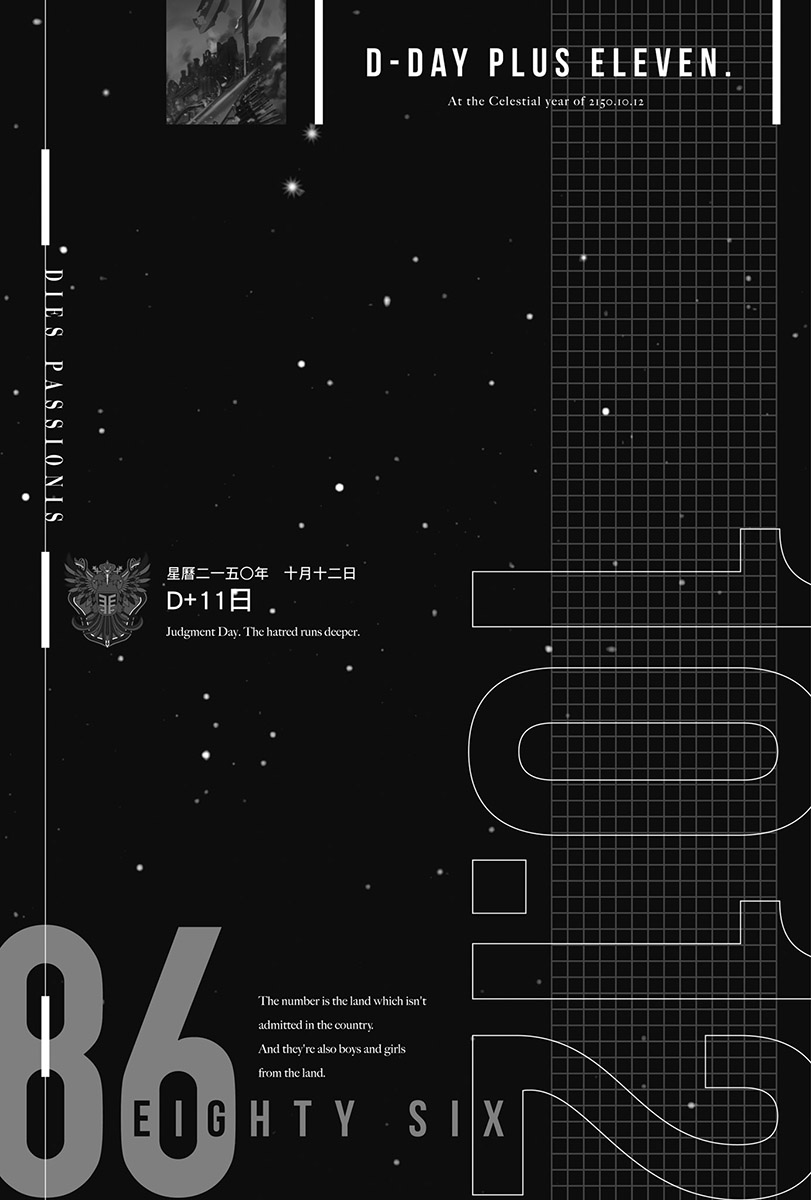 D-DAY PLUS ELEVEN.
At the Celestial year of 2150.10.12
DIES PASSIONIS
星曆二一五〇年　十月十二日
D+11日
Judgment Day. The hatred runs deeper.
10.12
86
The number is the land which isn't
admitted in the country.
And they're also boys and girls
from the land.
EIGHTY SIX